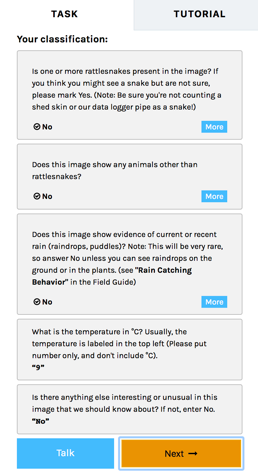 TASK
TUTORIAL
Your classification:
Is one or more rattlesnakes present in the image? If
you think you might see a snake but are not sure,
please mark Yes. (Note: Be sure you're not counting a
shed skin or our data logger pipe as a snake!)
No
More
Does this image show any animals other than
rattlesnakes?
No
More
Does this image show evidence of current or recent
rain (raindrops, puddles)? Note: This will be very rare,
so answer No unless you can see raindrops on the
ground or in the plants. (see "Rain Catching
Behavior" in the Field Guide)
No
More
What is the temperature in °C? Usually, the
temperature is labeled in the top left (Please put
number only, and don't include °C).
“9”
Is there anything else interesting or unusual in this
image that we should know about? If not, enter No.
“No”
Talk
Next →